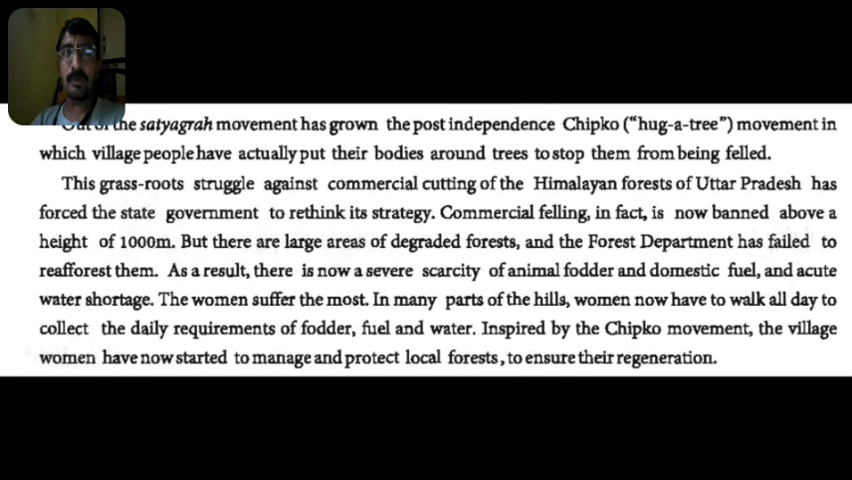 Out of the satyagrah movement has grown the post independence Chipko (“hug-a-tree”) movement in
which village people have actually put their bodies around trees to stop them from being felled.
This grass-roots struggle against commercial cutting of the Himalayan forests of Uttar Pradesh has
forced the state government to rethink its strategy. Commercial felling, in fact, is now banned above a
height of 1000m. But there are large areas of degraded forests, and the Forest Department has failed to
reafforest them. As a result, there is now a severe scarcity of animal fodder and domestic fuel, and acute
water shortage. The women suffer the most. In many parts of the hills, women now have to walk all day to
collect the daily requirements of fodder, fuel and water. Inspired by the Chipko movement, the village
women have now started to manage and protect local forests, to ensure their regeneration.